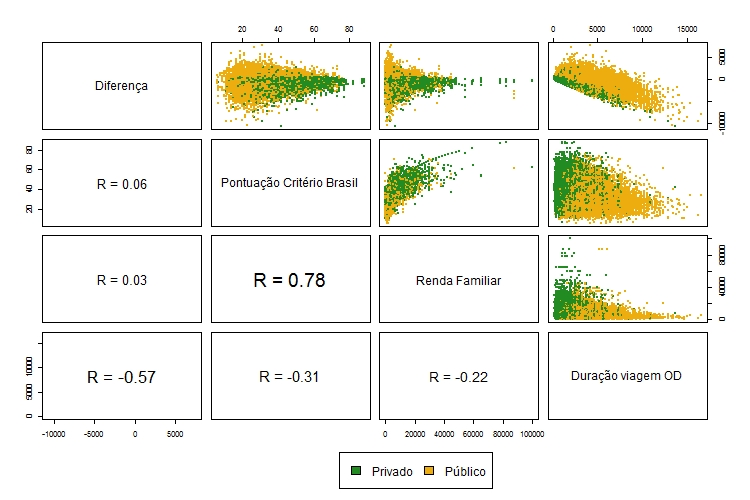 20 40 60 80
0 5000 10000 15000
Diferença
-10000 0 5000
20 40 60 80
R = 0.06
Pontuação Critério Brasil
R = 0.03
R = 0.78
Renda Familiar
0 40000 80000
0 5000 10000
R = -0.57
R = -0.31
R = -0.22
Duração viagem OD
-10000 -5000 0 5000
0 20000 40000 60000 80000 100000
Privado Público